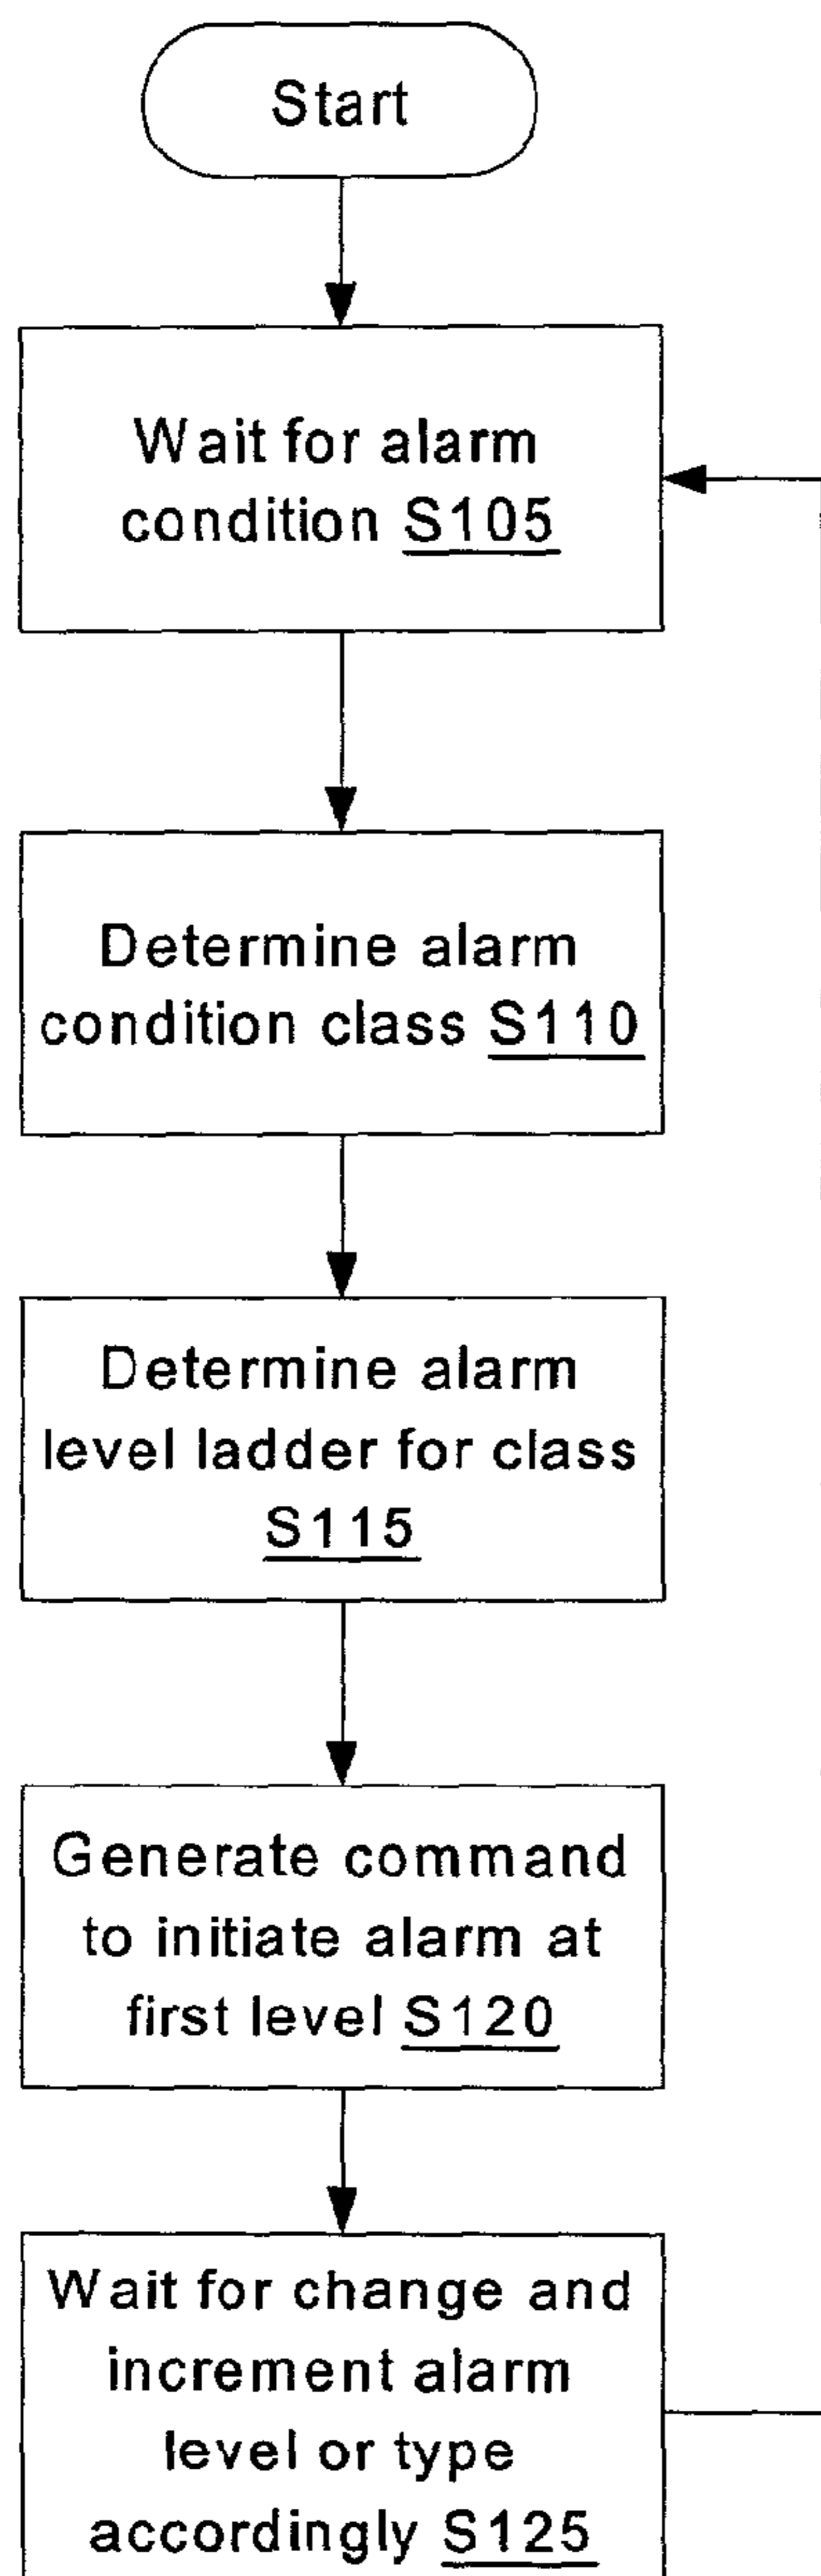 Start
Wait for alarm
condition S105
Determine alarm
condition class S110
Determine alarm
level ladder for class
S115
Generate command
to initiate alarm at
first level S120
Wait for change and
increment alarm
level or type
accordingly S125